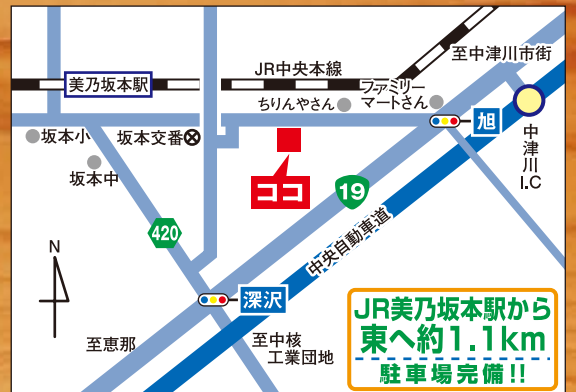 至中津川市街
JR中央本線
美乃坂本駅
ファミリー
マートさん
ちりんやさん
旭
坂本小
坂本交番
坂本中
中津川I.C
ココ
19
420
中央自動車道
N
深沢
至恵那
至中核
工業団地
JR美乃坂本駅から
東へ約1.1km
駐車場完備!!